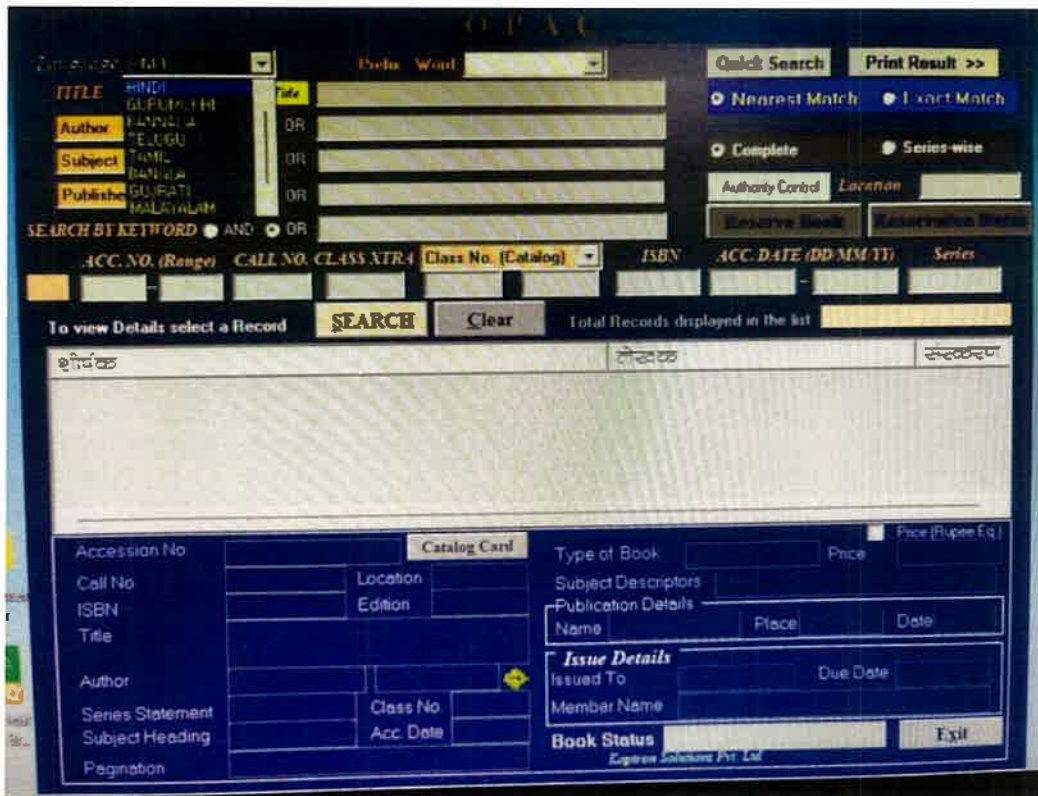 O P A C
Prefix Word
Quick Search
Print Result >>
TITLE
HINDI
GURUMUKHI
KANNADA
TELUGU
TAMIL
BANGLA
GUJRATI
MALAYALAM
Title
Nearest Match
Exact Match
Author
OR
Subject
OR
Complete
Series-wise
Publishe
OR
Authority Control
Location
SEARCH BY KEYWORD AND OR
Reserve Book
ACC. NO. (Range) CALL NO. CLASS XTRA Class No. (Catalog) ISBN ACC. DATE (DD/MM/YY) Series
To view Details select a Record SEARCH Clear Total Records displayed in the list
शीर्षक लेखक संस्करण
Price (Rupee Eq.)
Accession No Catalog Card Type of Book Price
Call No Location Subject Descriptors
ISBN Edition Publication Details
Title Name Place Date
Issue Details
Author Issued To Due Date
Series Statement Class No Member Name
Subject Heading Acc. Date Book Status Exit
Pagination
Solutions Pvt. Ltd.